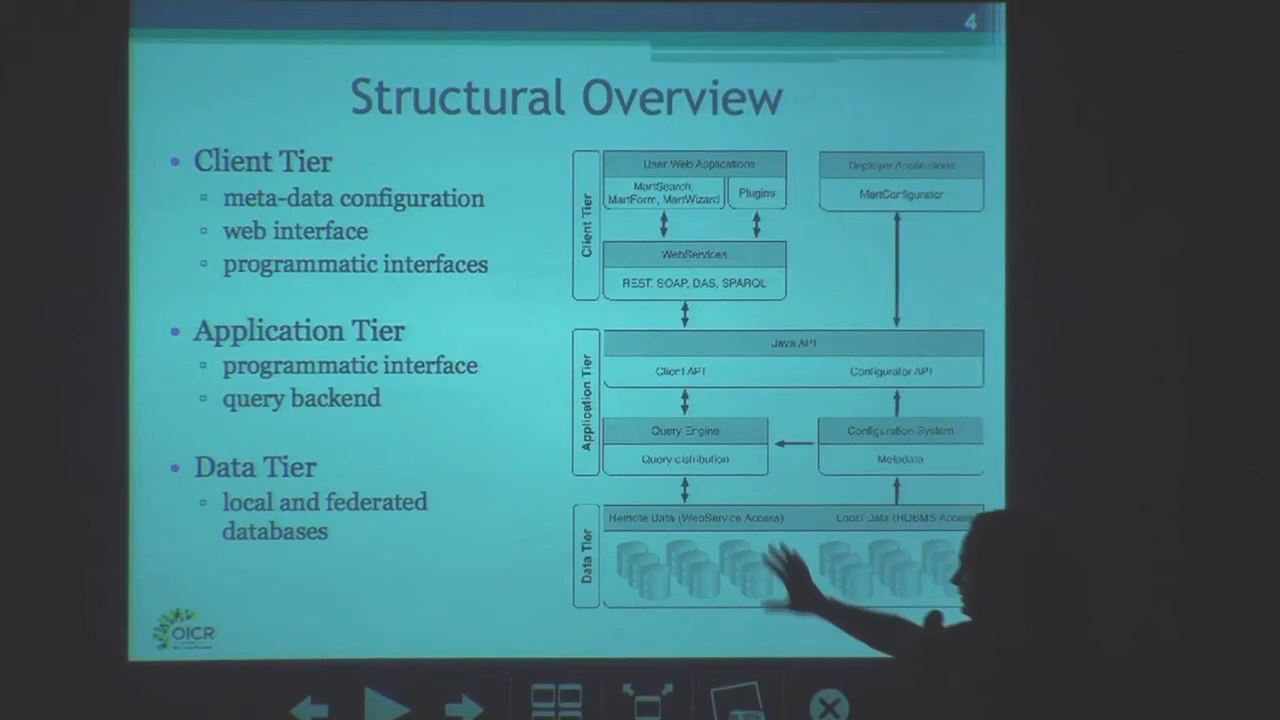 4
Structural Overview
• Client Tier
▫ meta-data configuration
▫ web interface
▫ programmatic interfaces
• Application Tier
▫ programmatic interface
▫ query backend
• Data Tier
▫ local and federated
databases
OICR
Client Tier
User Web Applications
MartSearch,
MartForm, MartWizard
Plugins
Deployer Applications
MartConfigurator
WebServices
REST, SOAP, DAS, SPARQL
Application Tier
Java API
Client API
Configurator API
Query Engine
Query distribution
Configuration System
Metadata
Data Tier
Remote Data (WebService Access)
Local Data (RDBMS Access